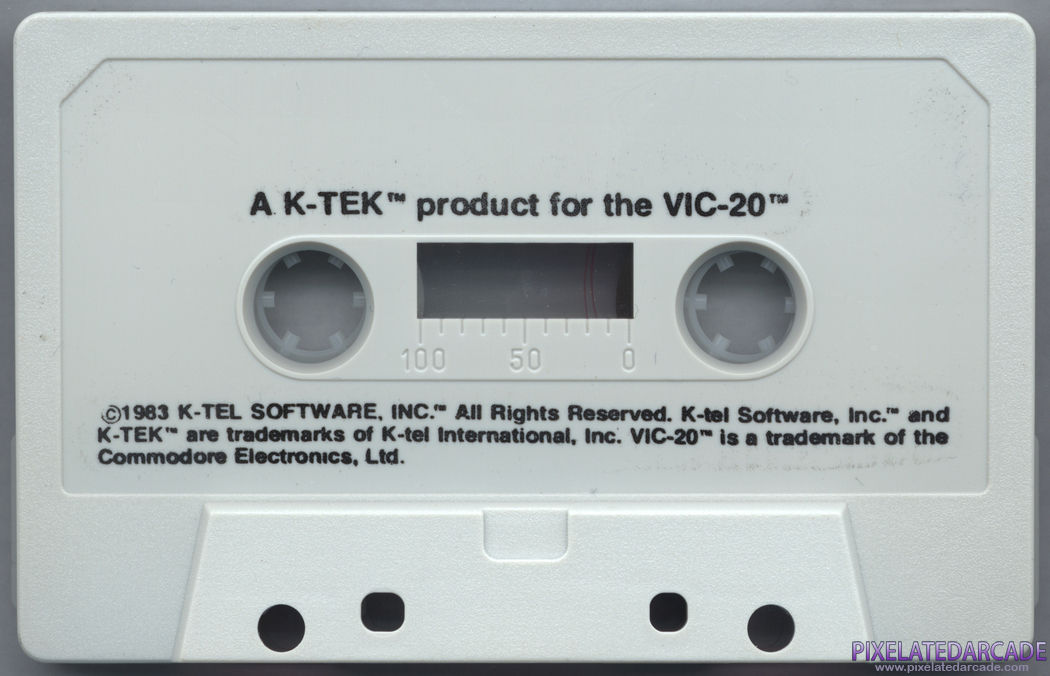 A K-TEK™ product for the VIC-20™
100 50 0
©1983 K-TEL SOFTWARE, INC.™ All Rights Reserved. K-tel Software, Inc.™ and
K-TEK™ are trademarks of K-tel International, Inc. VIC-20™ is a trademark of the
Commodore Electronics, Ltd.
PIXELATEDARCADE
www.pixelatedarcade.com